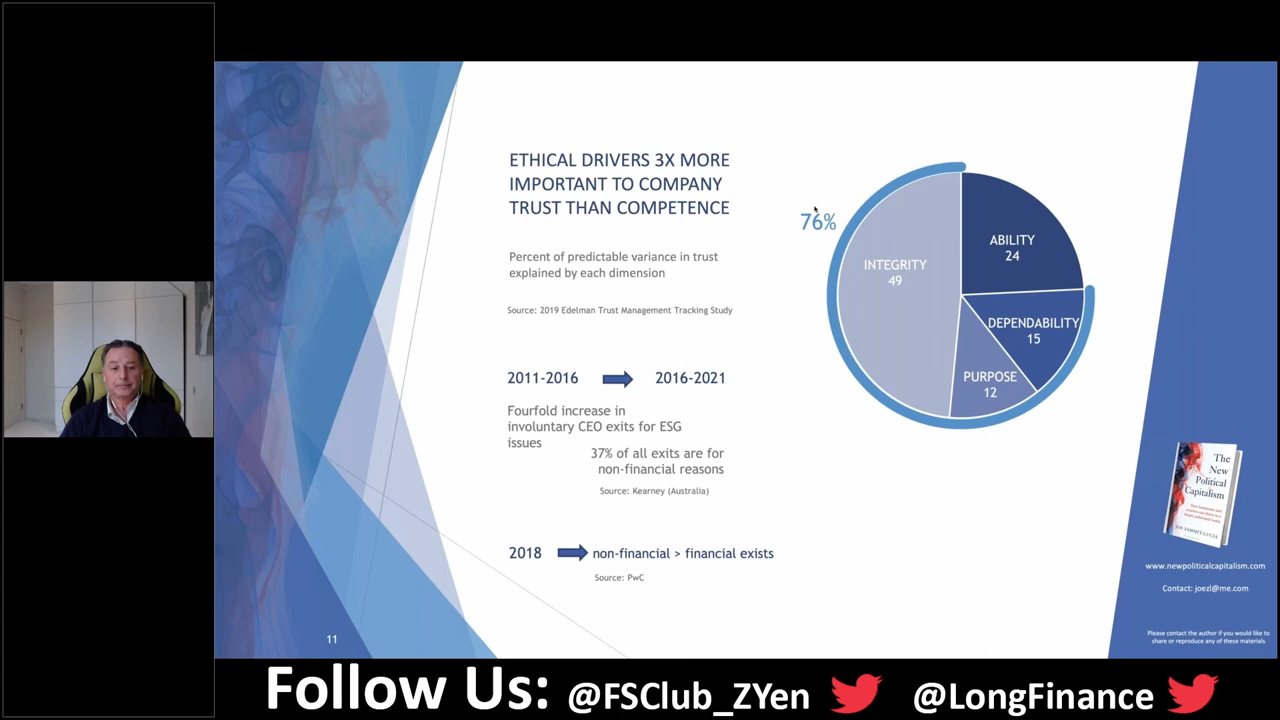 ETHICAL DRIVERS 3X MORE
IMPORTANT TO COMPANY
TRUST THAN COMPETENCE
Percent of predictable variance in trust
explained by each dimension
Source: 2019 Edelman Trust Management Tracking Study
2011-2016
2016-2021
Fourfold increase in
involuntary CEO exits for ESG
issues
37% of all exits are for
non-financial reasons
Source: Kearney (Australia)
2018
non-financial > financial exists
Source: PwC
11
76%
INTEGRITY
49
ABILITY
24
DEPENDABILITY
15
PURPOSE
12
The
New
Political
Capitalism
JOE ZAMMIT-LUCIA
www.newpoliticalcapitalism.com
Contact: joezl@me.com
Please contact the author if you would like to
share or reproduce any of these materials
Follow Us: @FSClub_ZYen @LongFinance